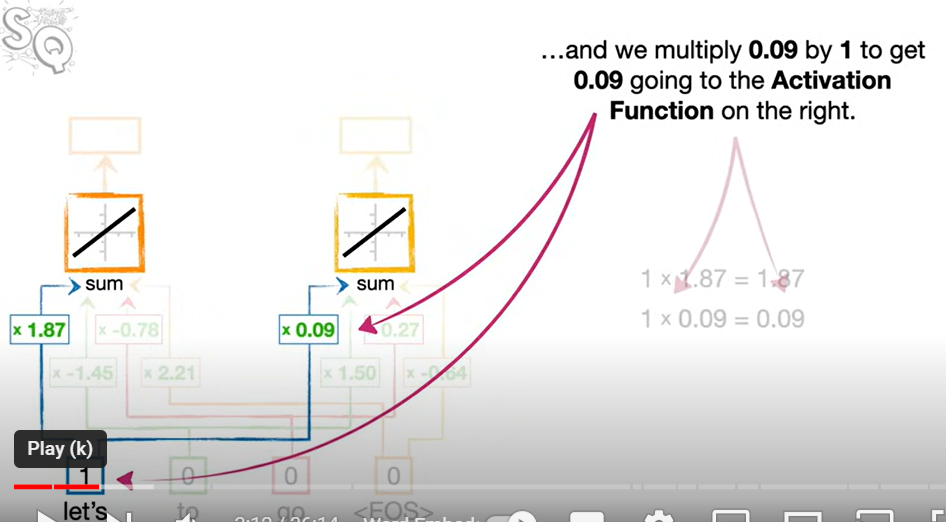 SQ
...and we multiply 0.09 by 1 to get
0.09 going to the Activation
Function on the right.
1 × 1.87 = 1.87
1 × 0.09 = 0.09
sum
sum
× 1.87
× -0.78
× 0.09
0.27
× -1.45
× 2.21
× 1.50
× -0.64
Play (k)
1
0
0
0
let's
to
go
<EOS>